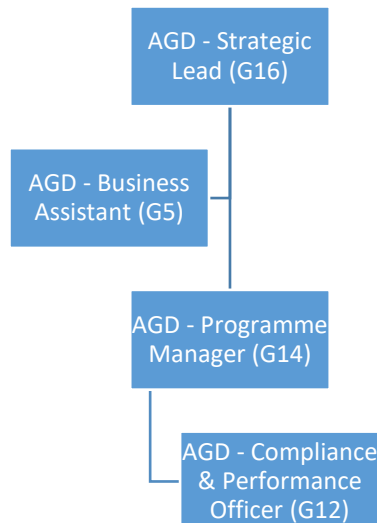 AGD - Strategic
Lead (G16)
AGD - Business
Assistant (G5)
AGD - Programme
Manager (G14)
AGD - Compliance
& Performance
Officer (G12)